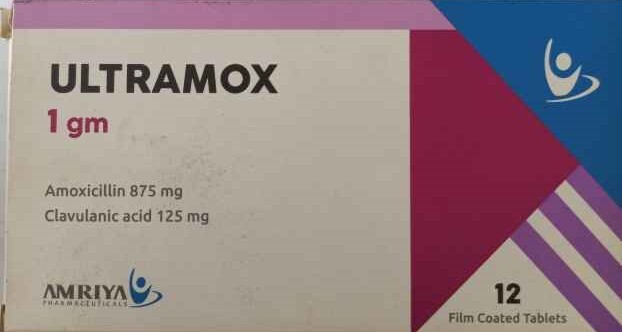 ULTRAMOX
1 gm
Amoxicillin 875 mg
Clavulanic acid 125 mg
AMRIYA
PHARMACEUTICALS
12
Film Coated Tablets